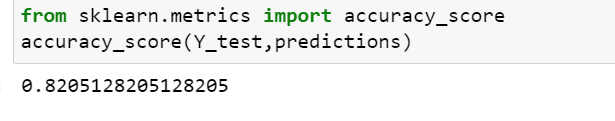 from sklearn.metrics import accuracy_score
accuracy_score(Y_test,predictions)
0.8205128205128205